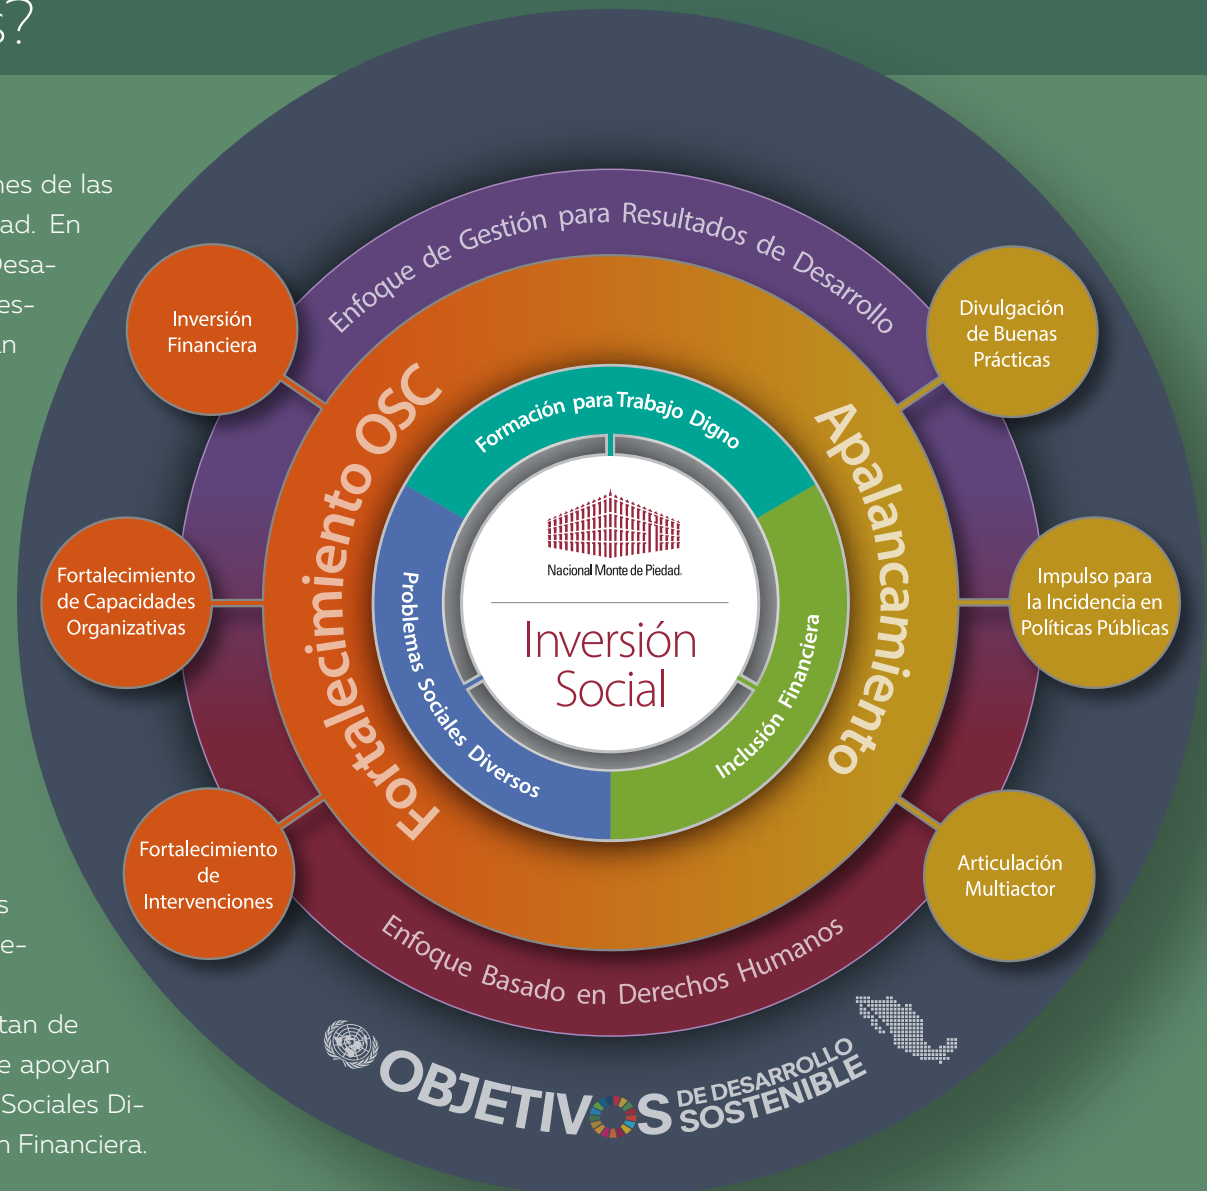 s?
nes de las
ad. En
Desa-
es-
an
Enfoque de Gestión para Resultados de Desarrollo
Inversión
Financiera
Divulgación
de Buenas
Prácticas
Fortalecimiento OSC
Apalancamiento
Formación para Trabajo Digno
Nacional Monte de Piedad.
Inversión
Social
Problemas Sociales Diversos
Inclusión Financiera
Fortalecimiento
de Capacidades
Organizativas
Impulso para
la Incidencia en
Políticas Públicas
Fortalecimiento
de
Intervenciones
Articulación
Multiactor
Enfoque Basado en Derechos Humanos
s
e-
tan de
e apoyan
Sociales Di-
n Financiera.
OBJETIVOS DE DESARROLLO
SOSTENIBLE